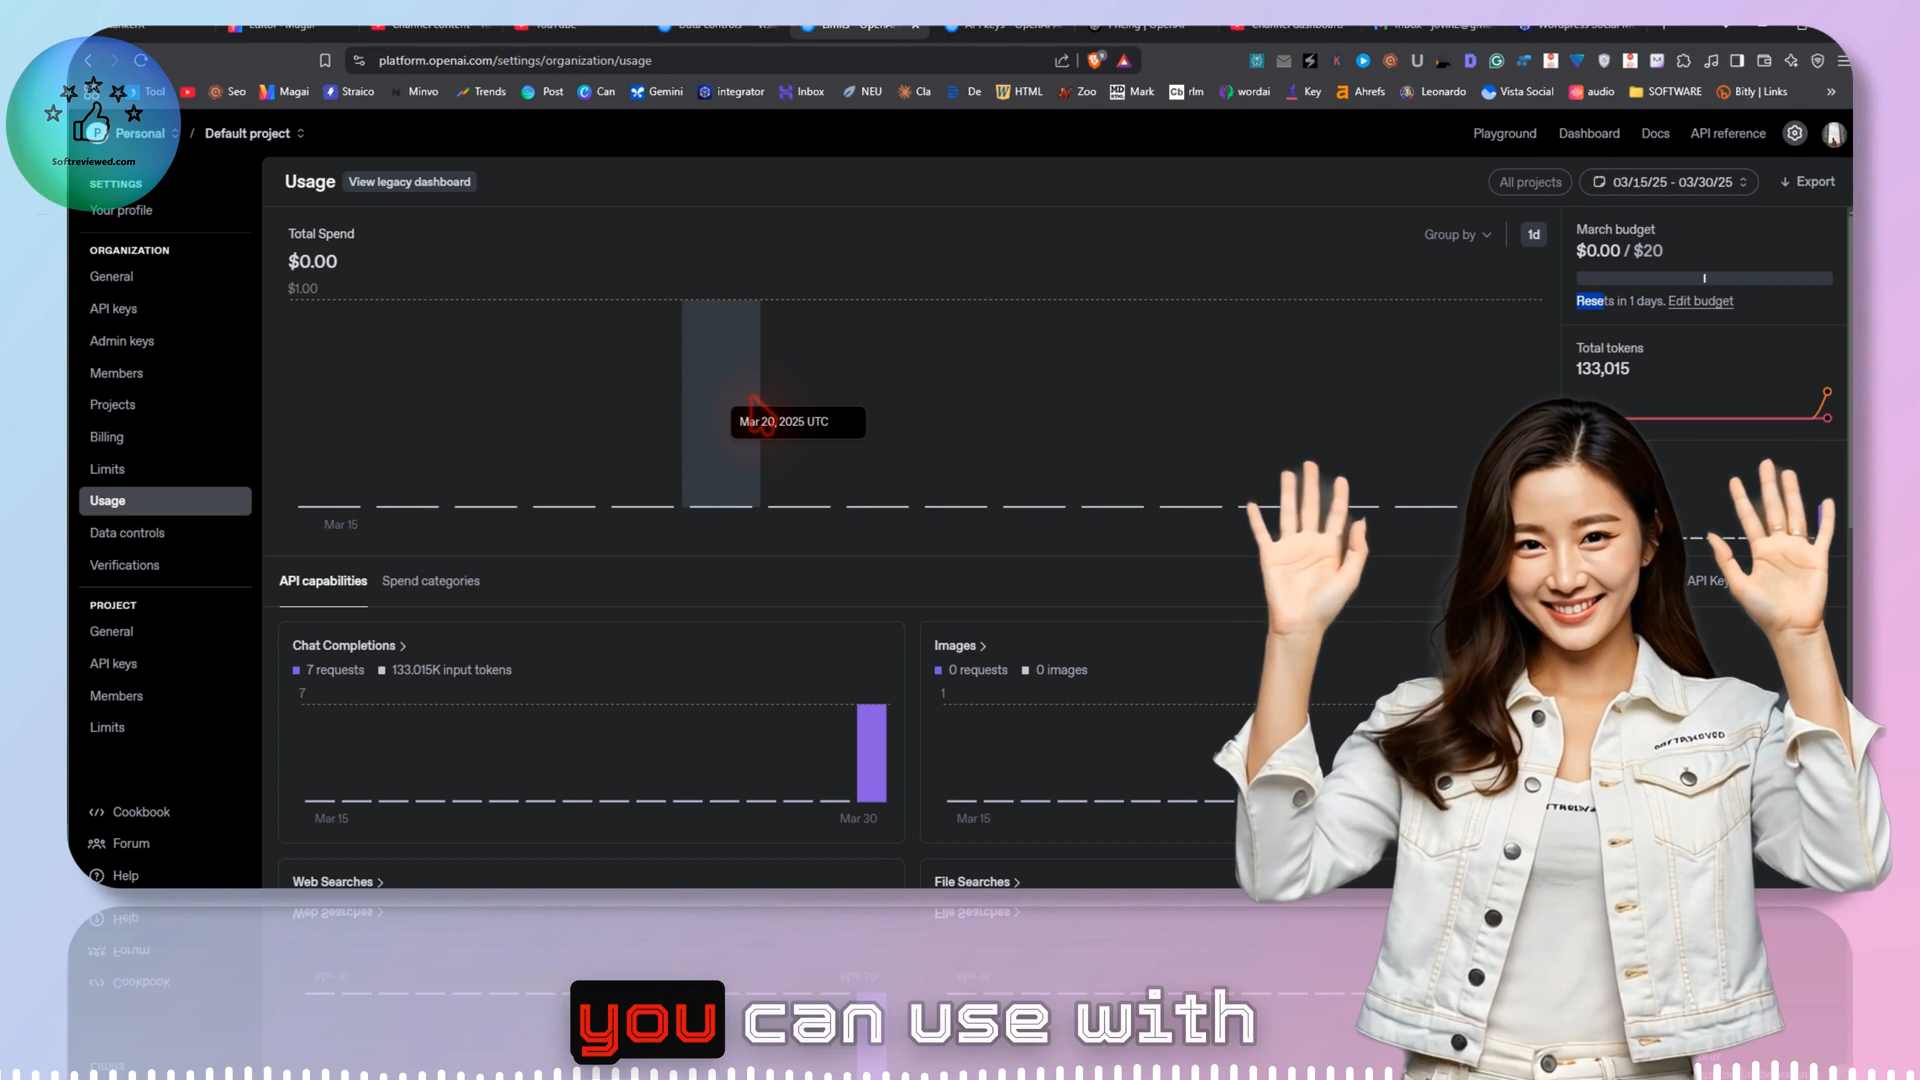 platform.openai.com/settings/organization/usage
Tool Seo Magai Straico Minvo Trends Post Can Gemini integrator Inbox NEU Cla De HTML Zoo Mark rlm wordai Key Ahrefs Leonardo Vista Social audio SOFTWARE Bitly | Links »
P Personal / Default project
Playground Dashboard Docs API reference
Softreviewed.com
SETTINGS
Your profile
ORGANIZATION
General
API keys
Admin keys
Members
Projects
Billing
Limits
Usage
Data controls
Verifications
PROJECT
General
API keys
Members
Limits
Cookbook
Forum
Help
Usage View legacy dashboard
All projects 03/15/25 - 03/30/25 Export
Total Spend
$0.00
$1.00
Group by 1d
Mar 20, 2025 UTC
Mar 15
March budget
$0.00 / $20
Resets in 1 days. Edit budget
Total tokens
133,015
API capabilities Spend categories
API Key
Chat Completions >
7 requests 133.015K input tokens
7
Mar 15 Mar 30
Images >
0 requests 0 images
1
Mar 15
Web Searches >
File Searches >
you can use with